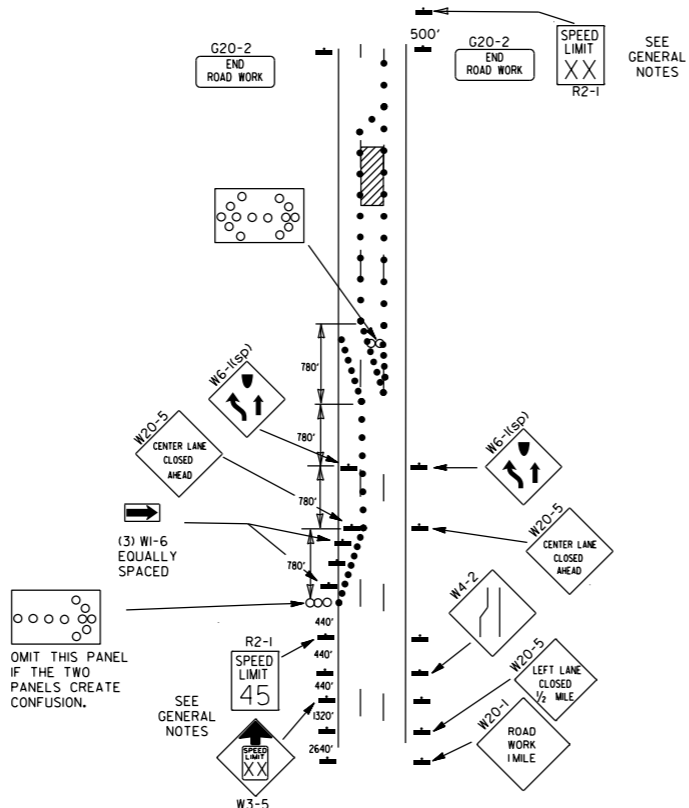 500'
G20-2
END
ROAD WORK
G20-2
END
ROAD WORK
SPEED
LIMIT
XX
R2-1
SEE
GENERAL
NOTES
780'
W6-1(sp)
W20-5
CENTER LANE
CLOSED
AHEAD
780'
W6-1(sp)
780'
W20-5
CENTER LANE
CLOSED
AHEAD
(3) W1-6
EQUALLY
SPACED
780'
W4-2
OMIT THIS PANEL
IF THE TWO
PANELS CREATE
CONFUSION.
440'
R2-1
SPEED
LIMIT
45
440'
440'
W20-5
LEFT LANE
CLOSED
1/2 MILE
SEE
GENERAL
NOTES
1320'
W20-1
ROAD
WORK
1 MILE
2640'
SPEED
LIMIT
XX
W3-5